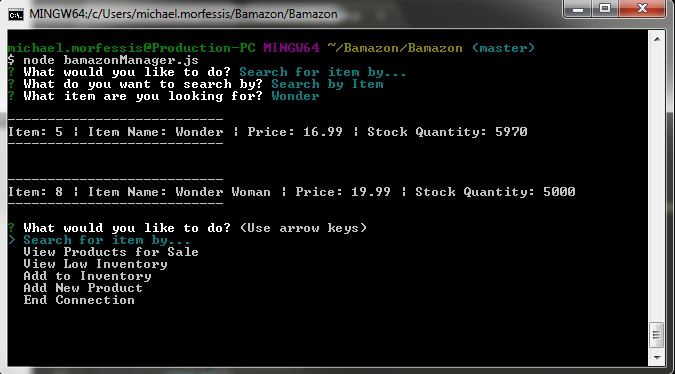 MINGW64:/c/Users/michael.morfessis/Bamazon/Bamazon
michael.morfessis@Production-PC MINGW64 ~/Bamazon/Bamazon (master)
$ node bamazonManager.js
? What would you like to do? Search for item by...
? What do you want to search by? Search by Item
? What item are you looking for? Wonder
---------------------------
Item: 5 | Item Name: Wonder | Price: 16.99 | Stock Quantity: 5970
---------------------------
---------------------------
Item: 8 | Item Name: Wonder Woman | Price: 19.99 | Stock Quantity: 5000
---------------------------
? What would you like to do? (Use arrow keys)
> Search for item by...
View Products for Sale
View Low Inventory
Add to Inventory
Add New Product
End Connection